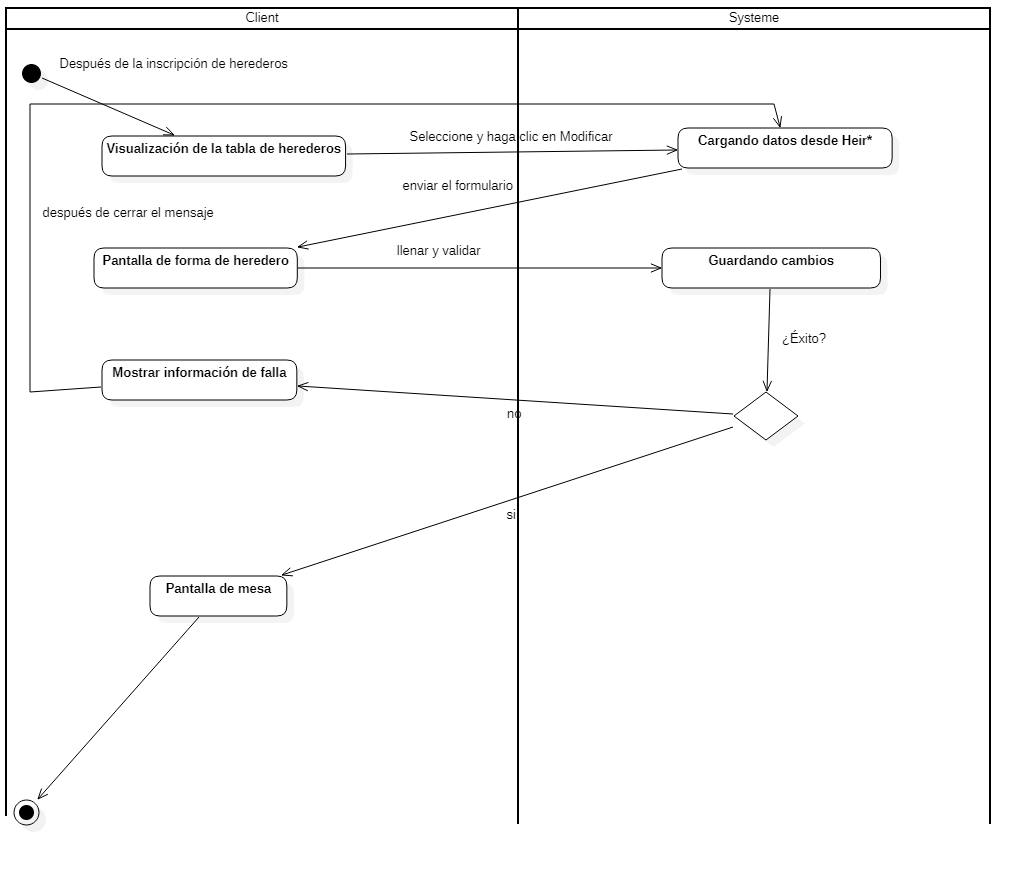 Client
Systeme
Después de la inscripción de herederos
Visualización de la tabla de herederos
Seleccione y haga clic en Modificar
Cargando datos desde Heir*
enviar el formulario
después de cerrar el mensaje
Pantalla de forma de heredero
llenar y validar
Guardando cambios
¿Éxito?
Mostrar información de falla
no
si
Pantalla de mesa